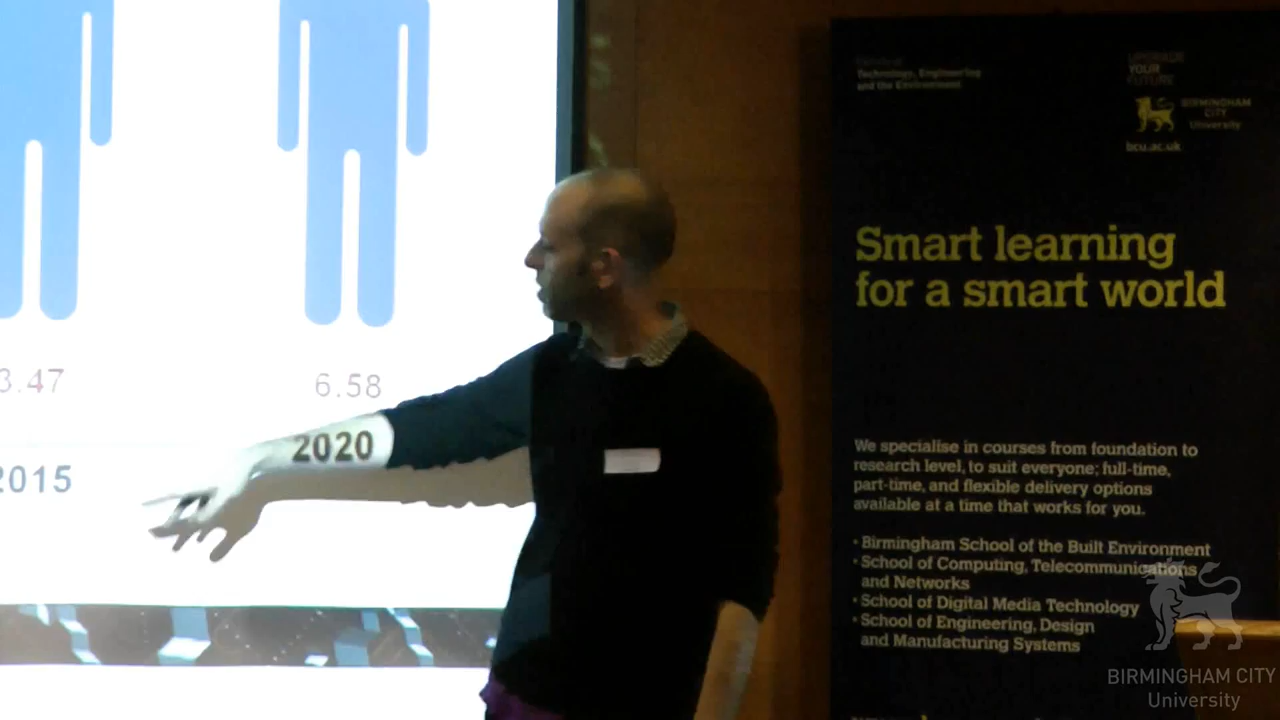 3.47
6.58
2015
2020
Technology, Engineering
and the Environment
UPGRADE
YOUR
FUTURE
BIRMINGHAM
CITY
University
bcu.ac.uk
Smart learning
for a smart world
We specialise in courses from foundation to
research level, to suit everyone; full-time,
part-time, and flexible delivery options
available at a time that works for you.
• Birmingham School of the Built Environment
• School of Computing, Telecommunications
and Networks
• School of Digital Media Technology
• School of Engineering, Design
and Manufacturing Systems
BIRMINGHAM CITY
University